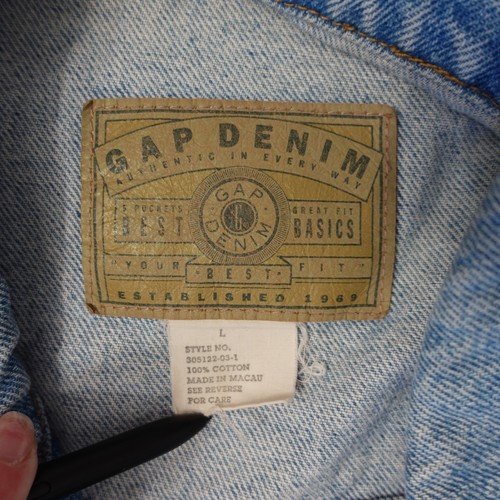 GAP DENIM
AUTHENTIC IN EVERY WAY
5 POCKETS
BEST
GAP
DENIM
GREAT FIT
BASICS
"YOUR BEST FIT"
ESTABLISHED 1969
L
STYLE NO.
305122-03-1
100% COTTON
MADE IN MACAU
SEE REVERSE
FOR CARE